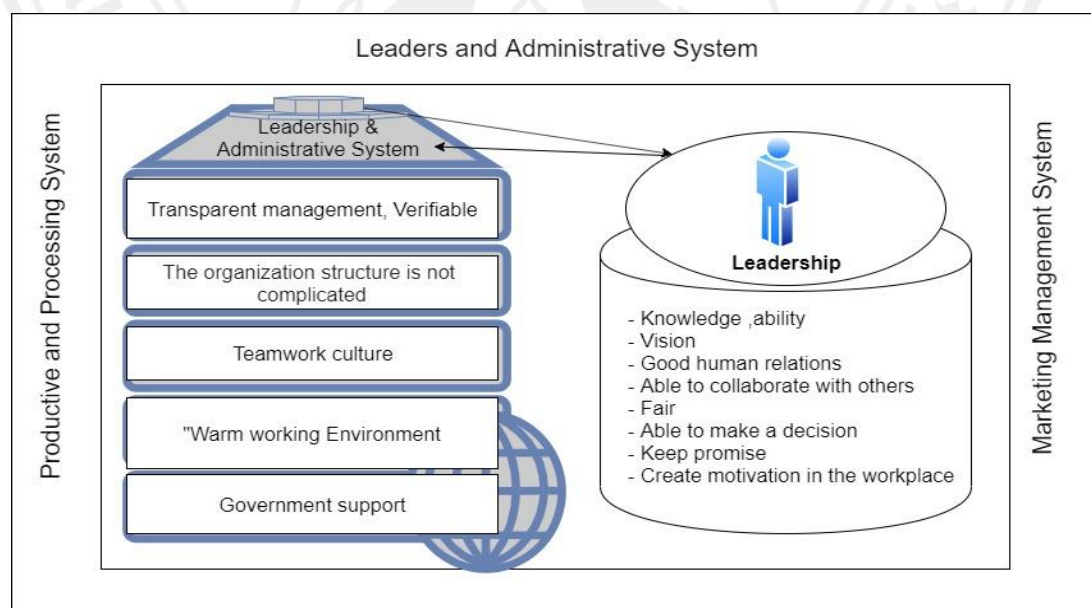 Leaders and Administrative System
Productive and Processing System
Leadership &
Administrative System
Transparent management, Verifiable
The organization structure is not
complicated
Teamwork culture
"Warm working Environment
Government support
Leadership
- Knowledge ,ability
- Vision
- Good human relations
- Able to collaborate with others
- Fair
- Able to make a decision
- Keep promise
- Create motivation in the workplace
Marketing Management System